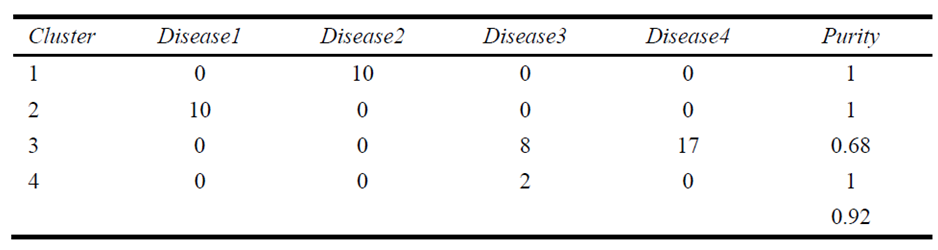 Cluster Disease1 Disease2 Disease3 Disease4 Purity
1 0 10 0 0 1
2 10 0 0 0 1
3 0 0 8 17 0.68
4 0 0 2 0 1
0.92